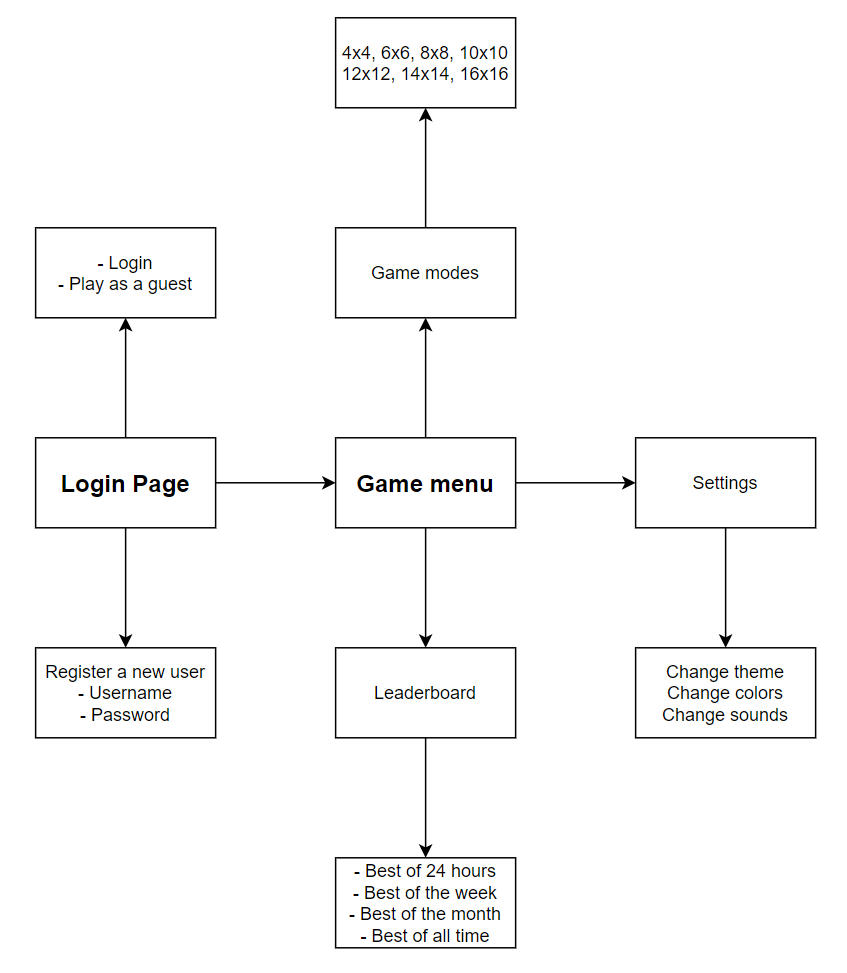 4x4, 6x6, 8x8, 10x10
12x12, 14x14, 16x16
- Login
- Play as a guest
Game modes
Login Page
Game menu
Settings
Register a new user
- Username
- Password
Leaderboard
Change theme
Change colors
Change sounds
- Best of 24 hours
- Best of the week
- Best of the month
- Best of all time